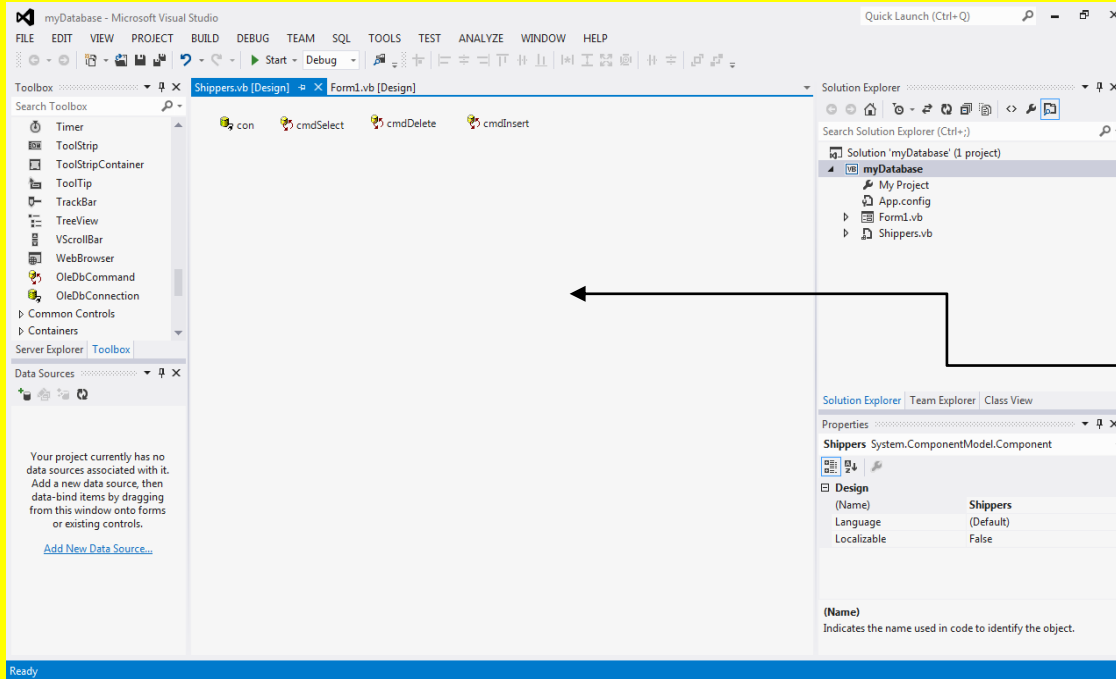 myDatabase - Microsoft Visual Studio
Quick Launch (Ctrl+Q)
FILE EDIT VIEW PROJECT BUILD DEBUG TEAM SQL TOOLS TEST ANALYZE WINDOW HELP
Start Debug
Toolbox
Search Toolbox
Timer
ToolStrip
ToolStripContainer
ToolTip
TrackBar
TreeView
VScrollBar
WebBrowser
OleDbCommand
OleDbConnection
Common Controls
Containers
Server Explorer Toolbox
Data Sources
Your project currently has no
data sources associated with it.
Add a new data source, then
data-bind items by dragging
from this window onto forms
or existing controls.
Add New Data Source...
Shippers.vb [Design] Form1.vb [Design]
con cmdSelect cmdDelete cmdInsert
Solution Explorer
Search Solution Explorer (Ctrl+;)
Solution 'myDatabase' (1 project)
VB myDatabase
My Project
App.config
Form1.vb
Shippers.vb
Solution Explorer Team Explorer Class View
Properties
Shippers System.ComponentModel.Component
Design
(Name) Shippers
Language (Default)
Localizable False
(Name)
Indicates the name used in code to identify the object.
Ready